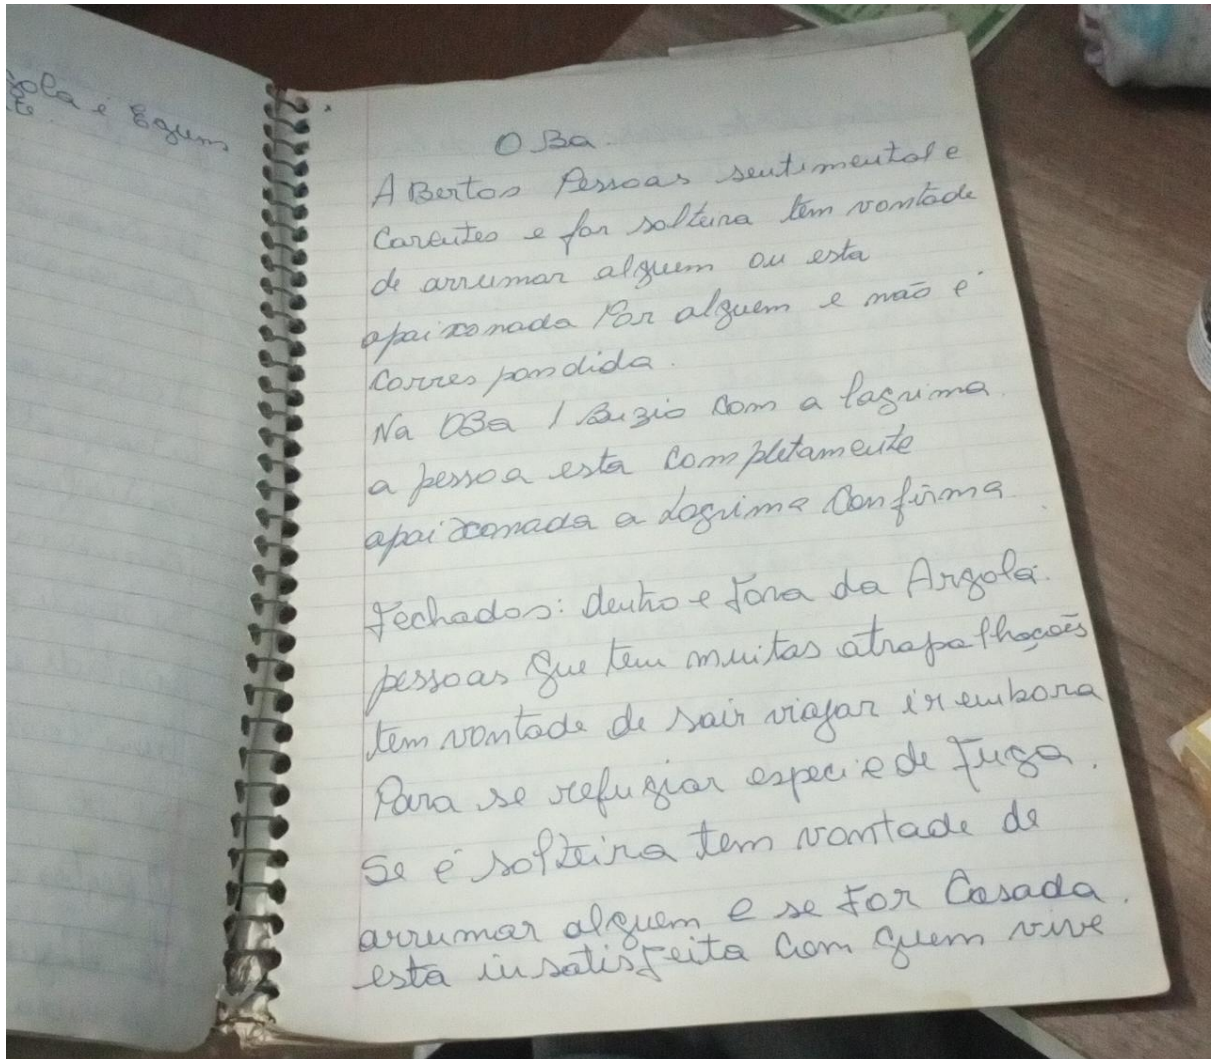 gola e Egum
OBa.
ABertos Pessoas sentimental e
Carentes e for solteira tem vontade
de arrumar alguem ou esta
apaixonada Por alguem e não é
Corres pondida.
Na OBa 1 Buzio Com a lagrima
a pessoa esta Completamente
apaixonada a Lagrima Confirma
Fechados: dentro e Fora da Argola.
pessoas que tem muitas atrapalhações
tem vontade de sair viajar ir embora
Para se refugiar especie de Fuga.
Se é solteira tem vontade de
arrumar alguem e se For Casada.
esta insatisfeita Com quem vive